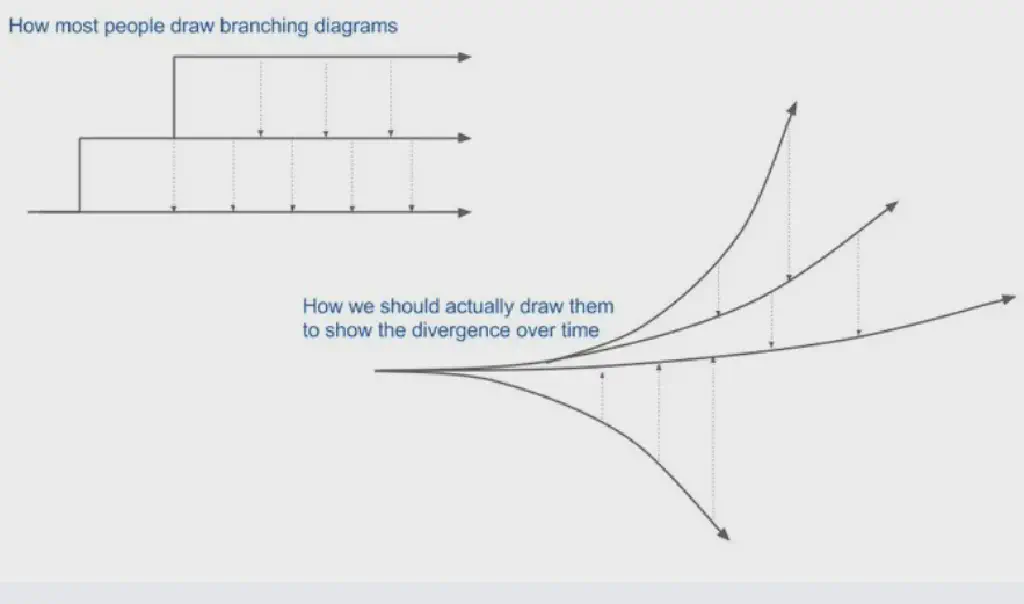 How most people draw branching diagrams
How we should actually draw them
to show the divergence over time